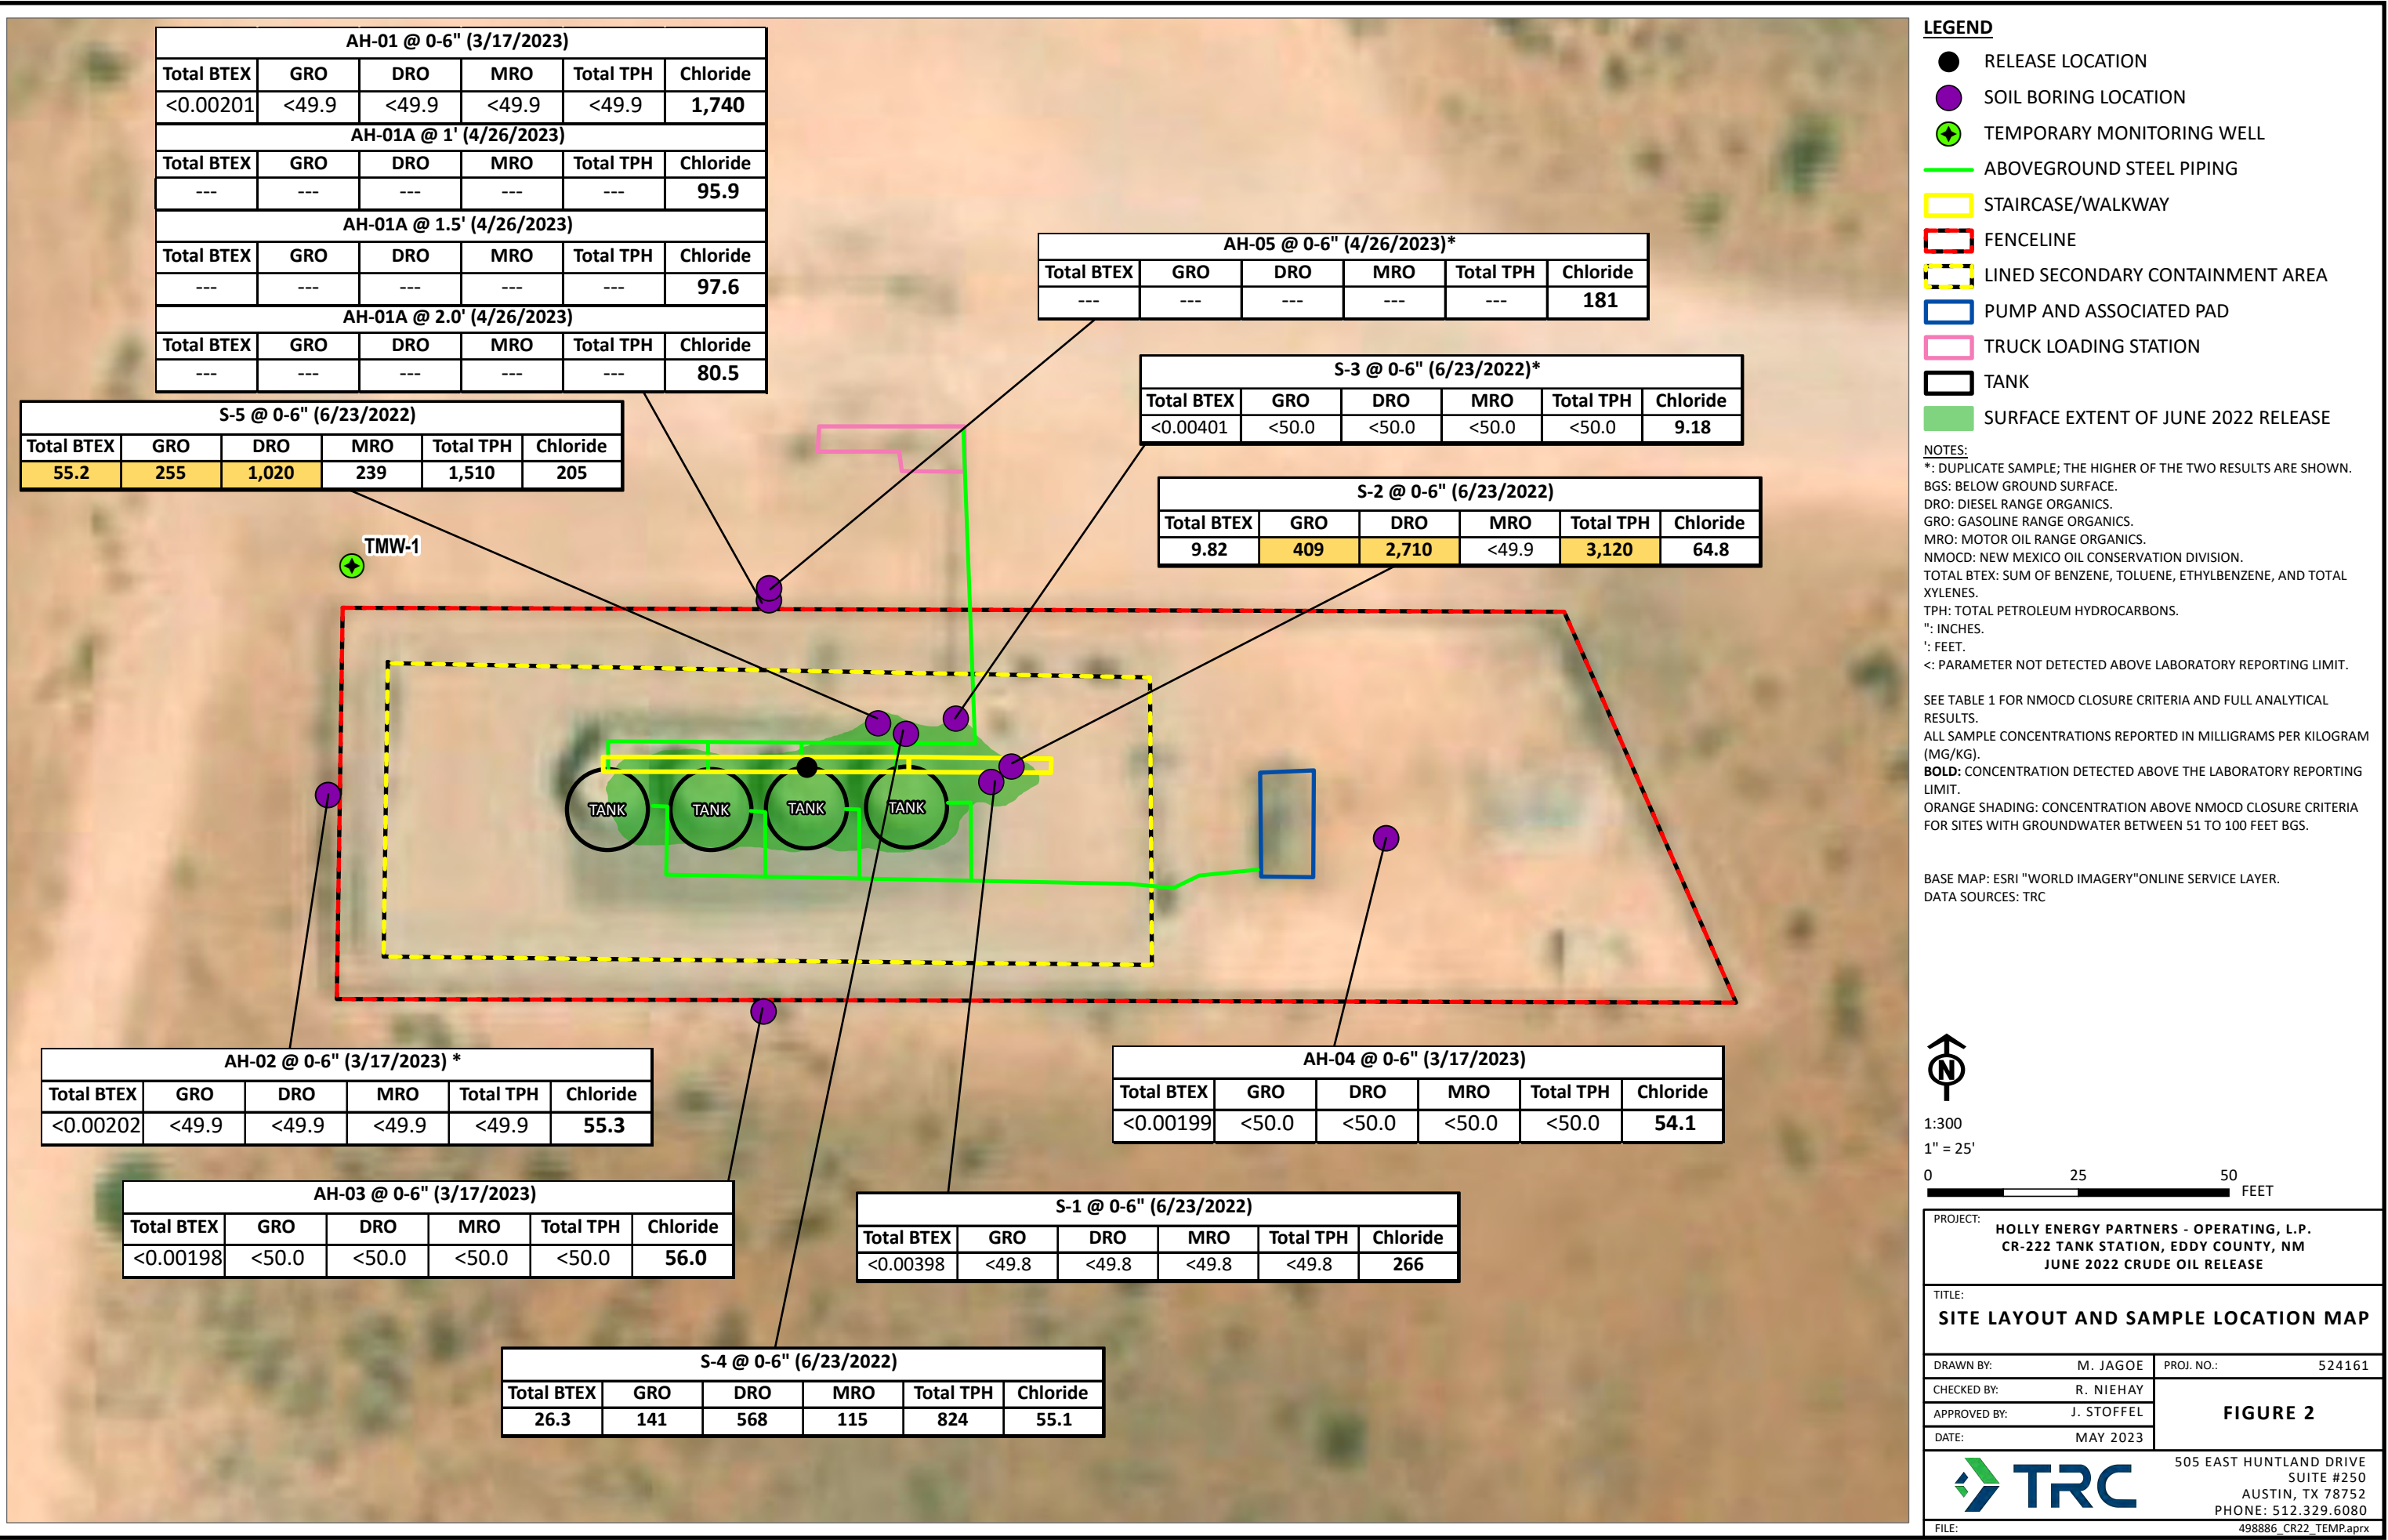 AH-01 @ 0-6" (3/17/2023)
Total BTEX GRO DRO MRO Total TPH Chloride
<0.00201 <49.9 <49.9 <49.9 <49.9 1,740
AH-01A @ 1' (4/26/2023)
Total BTEX GRO DRO MRO Total TPH Chloride
--- --- --- --- --- 95.9
AH-01A @ 1.5' (4/26/2023)
Total BTEX GRO DRO MRO Total TPH Chloride
--- --- --- --- --- 97.6
AH-01A @ 2.0' (4/26/2023)
Total BTEX GRO DRO MRO Total TPH Chloride
--- --- --- --- --- 80.5
AH-05 @ 0-6" (4/26/2023)*
Total BTEX GRO DRO MRO Total TPH Chloride
--- --- --- --- --- 181
S-3 @ 0-6" (6/23/2022)*
Total BTEX GRO DRO MRO Total TPH Chloride
<0.00401 <50.0 <50.0 <50.0 <50.0 9.18
S-5 @ 0-6" (6/23/2022)
Total BTEX GRO DRO MRO Total TPH Chloride
55.2 255 1,020 239 1,510 205
S-2 @ 0-6" (6/23/2022)
Total BTEX GRO DRO MRO Total TPH Chloride
9.82 409 2,710 <49.9 3,120 64.8
TMW-1
TANK TANK TANK TANK
AH-02 @ 0-6" (3/17/2023) *
Total BTEX GRO DRO MRO Total TPH Chloride
<0.00202 <49.9 <49.9 <49.9 <49.9 55.3
AH-04 @ 0-6" (3/17/2023)
Total BTEX GRO DRO MRO Total TPH Chloride
<0.00199 <50.0 <50.0 <50.0 <50.0 54.1
AH-03 @ 0-6" (3/17/2023)
Total BTEX GRO DRO MRO Total TPH Chloride
<0.00198 <50.0 <50.0 <50.0 <50.0 56.0
S-1 @ 0-6" (6/23/2022)
Total BTEX GRO DRO MRO Total TPH Chloride
<0.00398 <49.8 <49.8 <49.8 <49.8 266
S-4 @ 0-6" (6/23/2022)
Total BTEX GRO DRO MRO Total TPH Chloride
26.3 141 568 115 824 55.1
LEGEND
RELEASE LOCATION
SOIL BORING LOCATION
TEMPORARY MONITORING WELL
ABOVEGROUND STEEL PIPING
STAIRCASE/WALKWAY
FENCELINE
LINED SECONDARY CONTAINMENT AREA
PUMP AND ASSOCIATED PAD
TRUCK LOADING STATION
TANK
SURFACE EXTENT OF JUNE 2022 RELEASE
NOTES:
*: DUPLICATE SAMPLE; THE HIGHER OF THE TWO RESULTS ARE SHOWN.
BGS: BELOW GROUND SURFACE.
DRO: DIESEL RANGE ORGANICS.
GRO: GASOLINE RANGE ORGANICS.
MRO: MOTOR OIL RANGE ORGANICS.
NMOCD: NEW MEXICO OIL CONSERVATION DIVISION.
TOTAL BTEX: SUM OF BENZENE, TOLUENE, ETHYLBENZENE, AND TOTAL
XYLENES.
TPH: TOTAL PETROLEUM HYDROCARBONS.
": INCHES.
': FEET.
<: PARAMETER NOT DETECTED ABOVE LABORATORY REPORTING LIMIT.
SEE TABLE 1 FOR NMOCD CLOSURE CRITERIA AND FULL ANALYTICAL
RESULTS.
ALL SAMPLE CONCENTRATIONS REPORTED IN MILLIGRAMS PER KILOGRAM
(MG/KG).
BOLD: CONCENTRATION DETECTED ABOVE THE LABORATORY REPORTING
LIMIT.
ORANGE SHADING: CONCENTRATION ABOVE NMOCD CLOSURE CRITERIA
FOR SITES WITH GROUNDWATER BETWEEN 51 TO 100 FEET BGS.
BASE MAP: ESRI "WORLD IMAGERY"ONLINE SERVICE LAYER.
DATA SOURCES: TRC
N
1:300
1" = 25'
0 25 50
FEET
PROJECT:
HOLLY ENERGY PARTNERS - OPERATING, L.P.
CR-222 TANK STATION, EDDY COUNTY, NM
JUNE 2022 CRUDE OIL RELEASE
TITLE:
SITE LAYOUT AND SAMPLE LOCATION MAP
DRAWN BY: M. JAGOE PROJ. NO.: 524161
CHECKED BY: R. NIEHAY
APPROVED BY: J. STOFFEL
FIGURE 2
DATE: MAY 2023
TRC
505 EAST HUNTLAND DRIVE
SUITE #250
AUSTIN, TX 78752
PHONE: 512.329.6080
FILE: 498886_CR22_TEMP.aprx